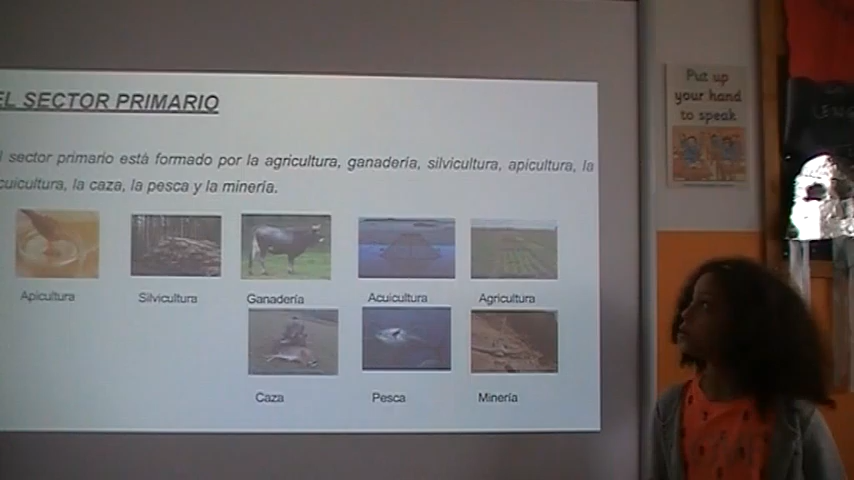 EL SECTOR PRIMARIO
l sector primario está formado por la agricultura, ganadería, silvicultura, apicultura, la
cuicultura, la caza, la pesca y la minería.
Apicultura
Silvicultura
Ganadería
Acuicultura
Agricultura
Caza
Pesca
Minería
Put up
your hand
to speak
LENG